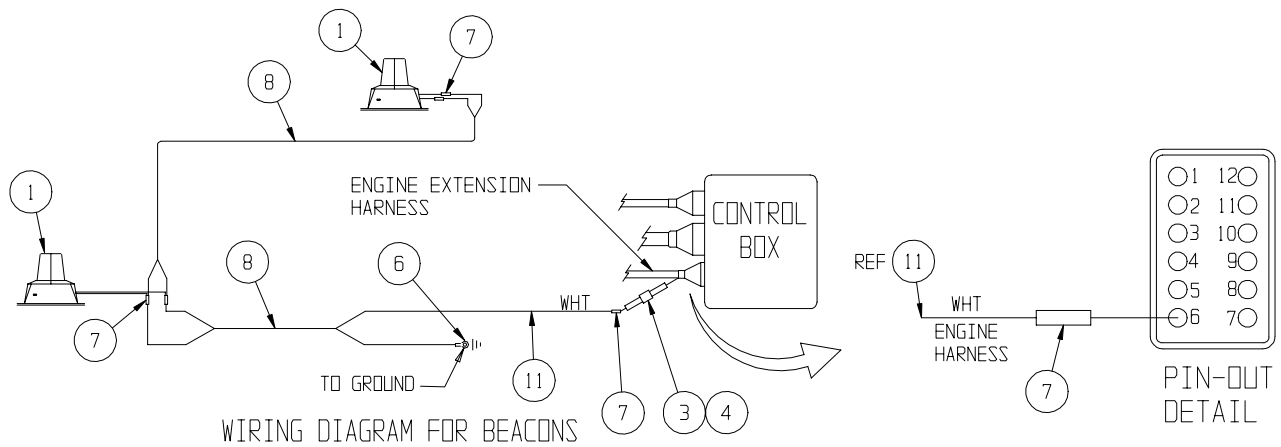 1
7
8
1
ENGINE EXTENSION
HARNESS
CONTROL
BOX
8
6
WHT
7
TO GROUND
11
7
3
4
WIRING DIAGRAM FOR BEACONS
REF 11
WHT
ENGINE
HARNESS
7
1 12
2 11
3 10
4 9
5 8
6 7
PIN-OUT
DETAIL